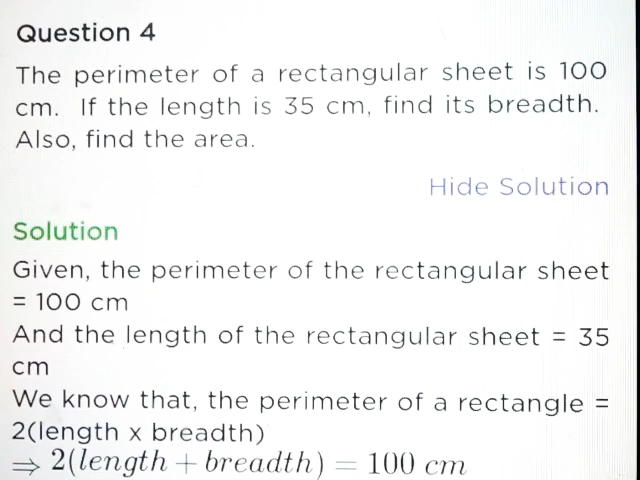 Question 4
The perimeter of a rectangular sheet is 100
cm. If the length is 35 cm, find its breadth.
Also, find the area.
Hide Solution
Solution
Given, the perimeter of the rectangular sheet
= 100 cm
And the length of the rectangular sheet = 35
cm
We know that, the perimeter of a rectangle =
2(length x breadth)
⇒ 2(length + breadth) = 100 cm